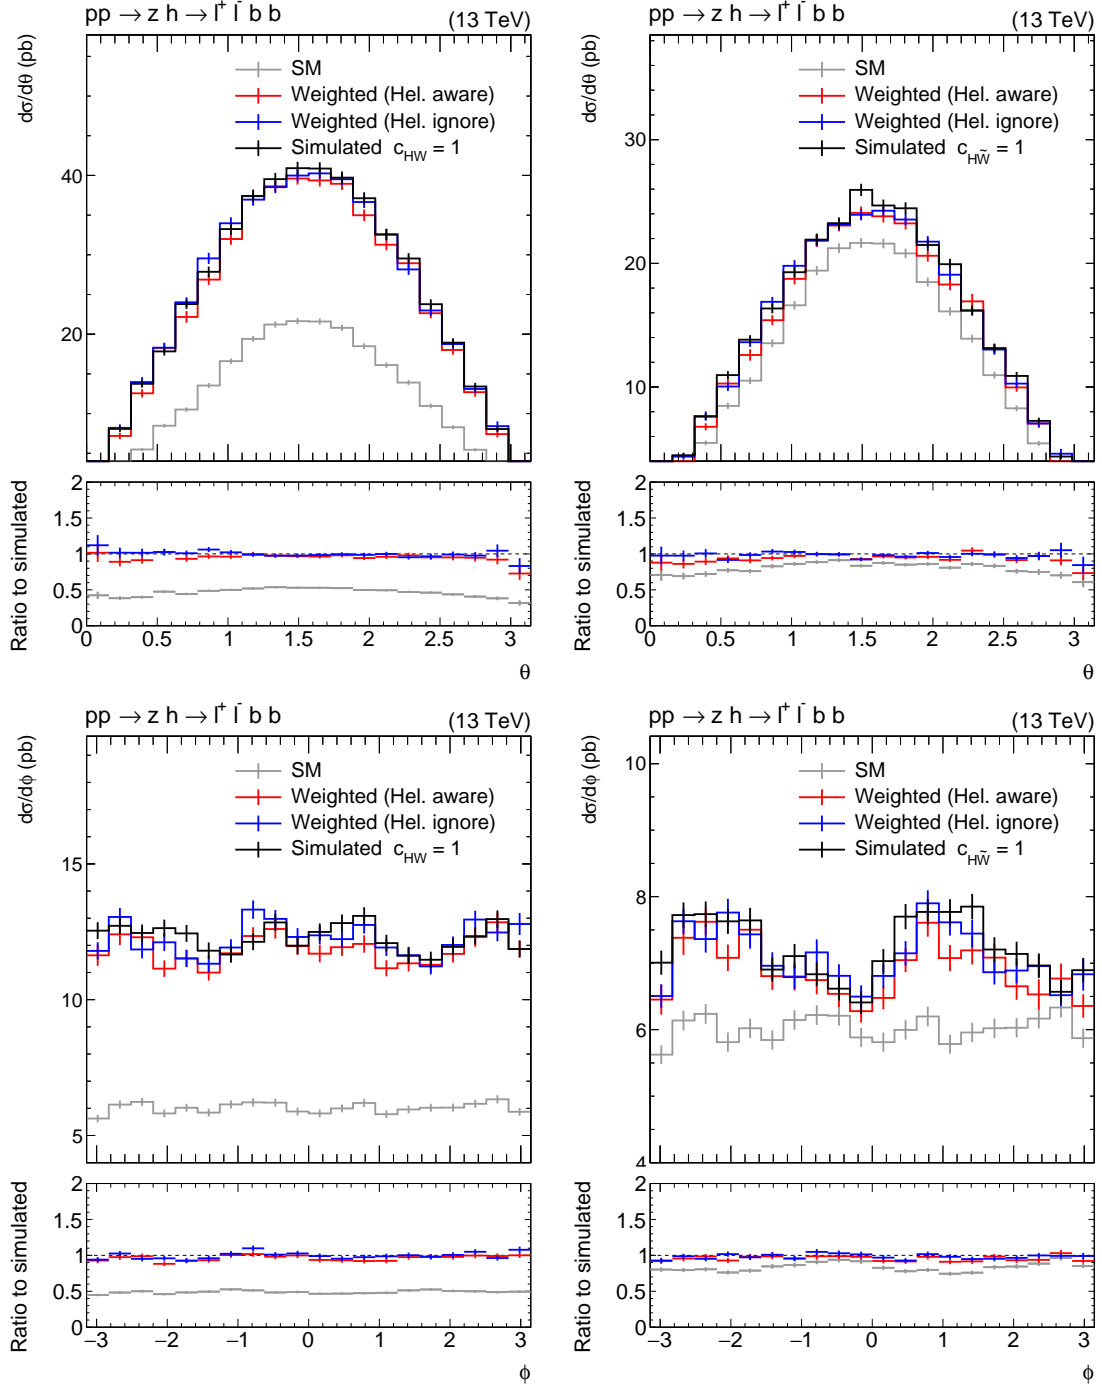 pp → z h → l⁺ l⁻ b b (13 TeV)
dσ/dθ (pb)
SM
Weighted (Hel. aware)
Weighted (Hel. ignore)
Simulated c_HW = 1
40
20
Ratio to simulated
2
1.5
1
0.5
0
0 0.5 1 1.5 2 2.5 3
θ
pp → z h → l⁺ l⁻ b b (13 TeV)
dσ/dθ (pb)
SM
Weighted (Hel. aware)
Weighted (Hel. ignore)
Simulated c_HW̃ = 1
30
20
10
Ratio to simulated
2
1.5
1
0.5
0
0 0.5 1 1.5 2 2.5 3
θ
pp → z h → l⁺ l⁻ b b (13 TeV)
dσ/dϕ (pb)
SM
Weighted (Hel. aware)
Weighted (Hel. ignore)
Simulated c_HW = 1
15
10
5
Ratio to simulated
2
1.5
1
0.5
0
−3 −2 −1 0 1 2 3
ϕ
pp → z h → l⁺ l⁻ b b (13 TeV)
dσ/dϕ (pb)
SM
Weighted (Hel. aware)
Weighted (Hel. ignore)
Simulated c_HW̃ = 1
10
8
6
4
Ratio to simulated
2
1.5
1
0.5
0
−3 −2 −1 0 1 2 3
ϕ